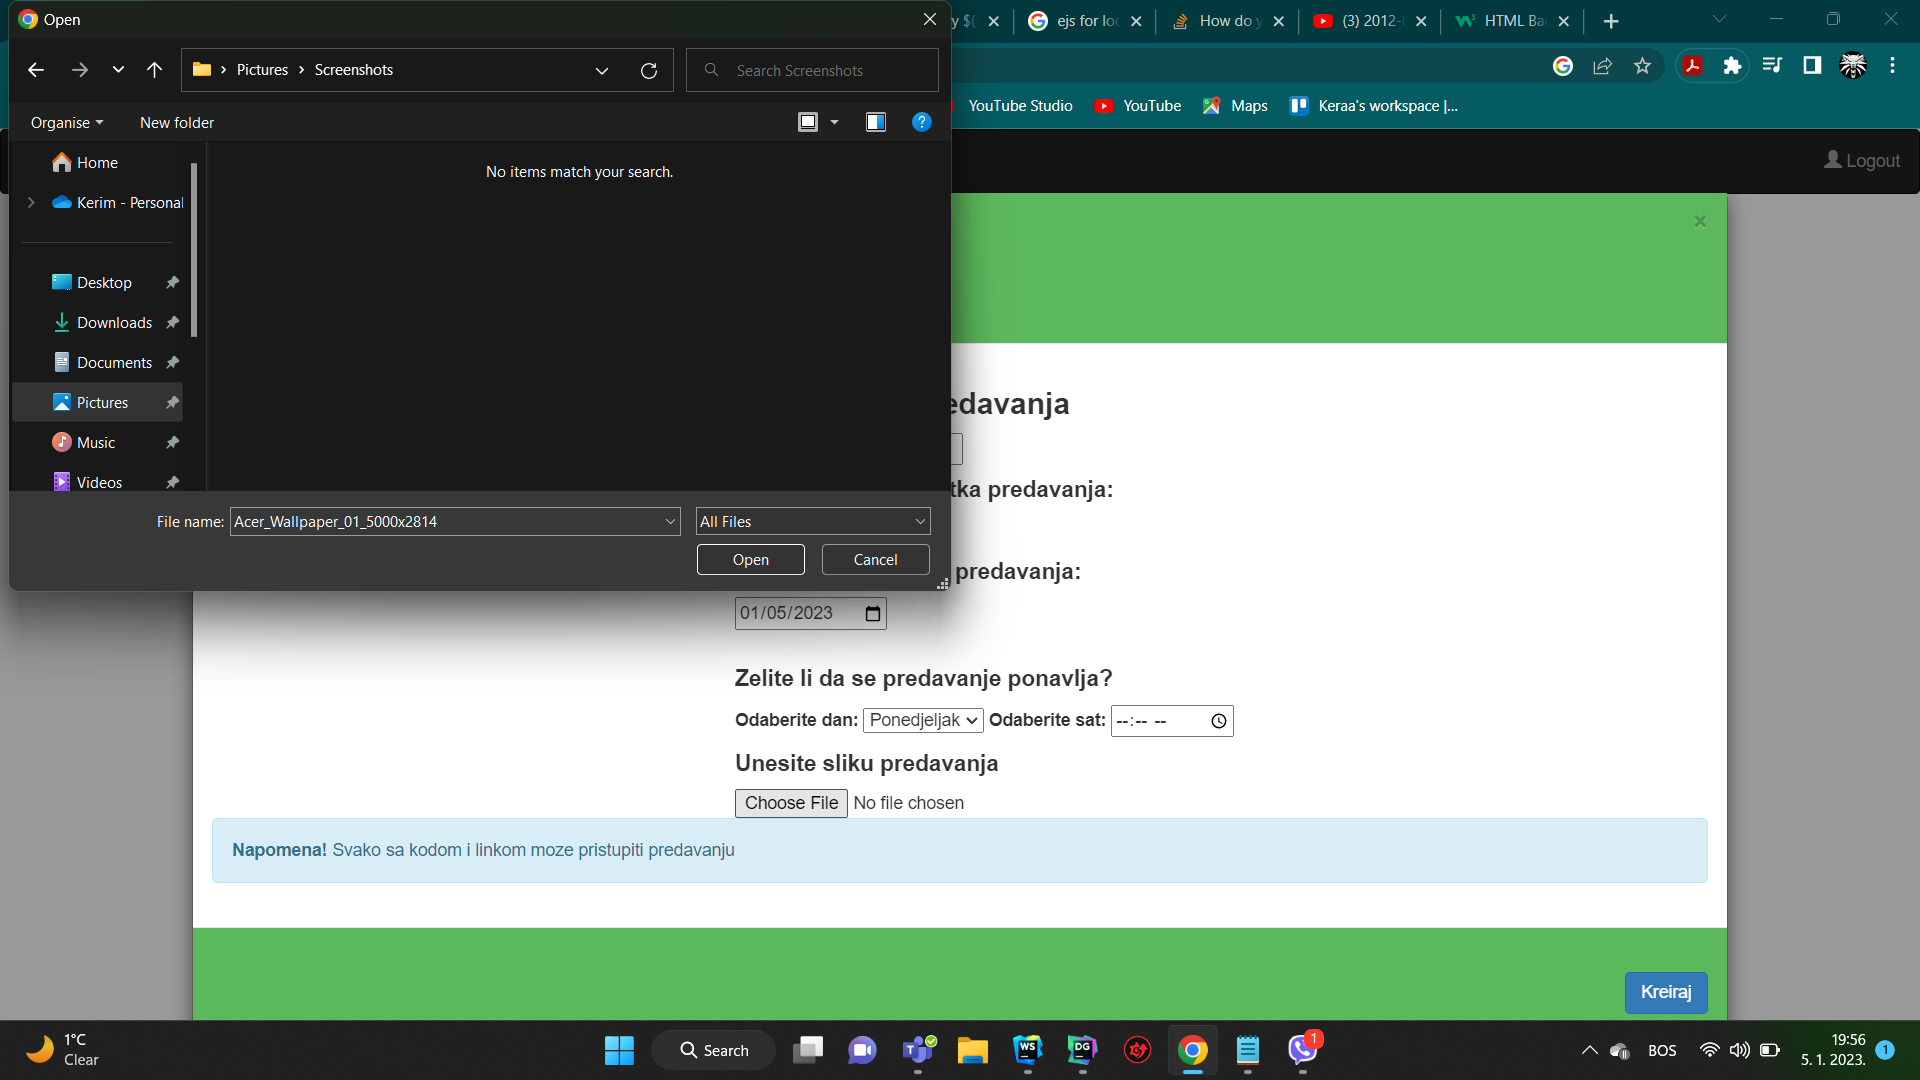 Open
y $(
ejs for loc
How do y
(3) 2012-
HTML Ba
Pictures
Screenshots
Search Screenshots
YouTube Studio
YouTube
Maps
Keraa's workspace |...
Organise
New folder
Logout
Home
No items match your search.
Kerim - Personal
Desktop
Downloads
Documents
Pictures
edavanja
Music
Videos
tka predavanja:
File name:
Acer_Wallpaper_01_5000x2814
All Files
Open
Cancel
predavanja:
01/05/2023
Zelite li da se predavanje ponavlja?
Odaberite dan: Ponedjeljak Odaberite sat: --:-- --
Unesite sliku predavanja
Choose File No file chosen
Napomena! Svako sa kodom i linkom moze pristupiti predavanju
Kreiraj
1°C
Clear
Search
WS
DG
1
BOS
19:56
5. 1. 2023.
1